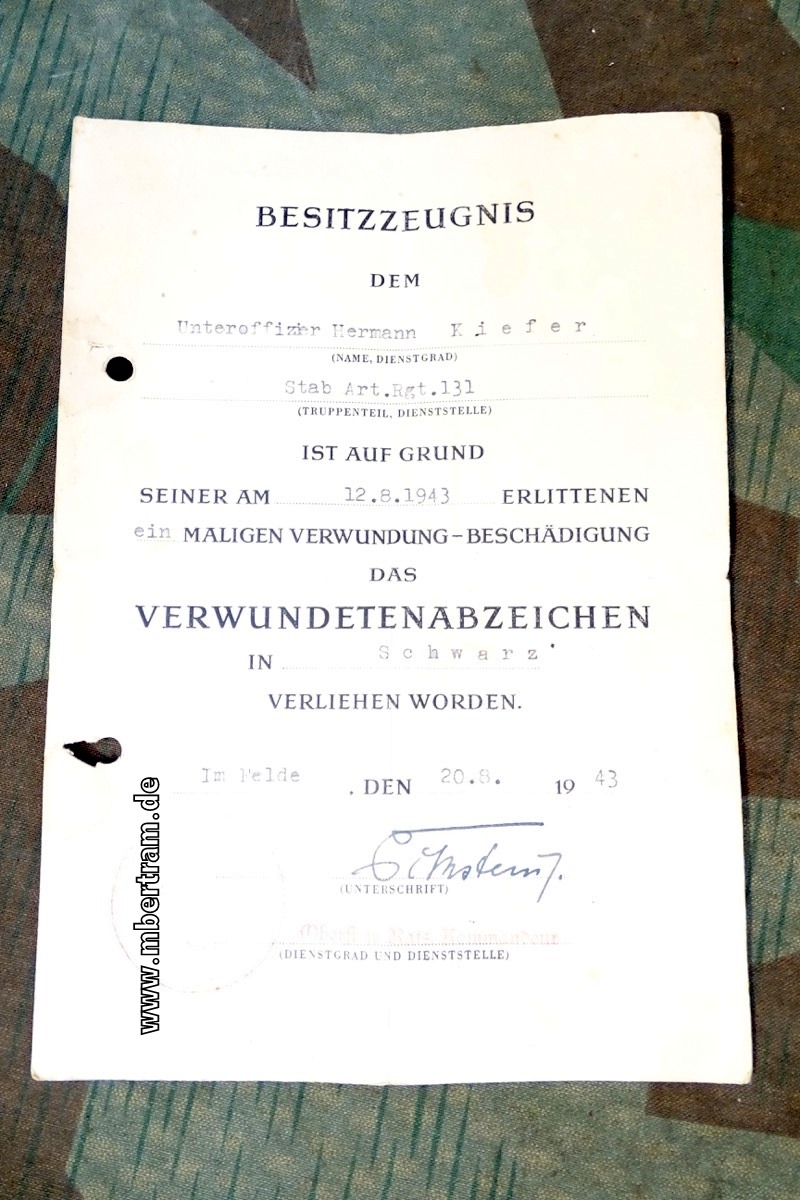 BESITZZEUGNIS
DEM
Unteroffizier Hermann Kiefer
(NAME, DIENSTGRAD)
Stab Art.Rgt.131
(TRUPPENTEIL, DIENSTSTELLE)
IST AUF GRUND
SEINER AM 12.8.1943 ERLITTENEN
ein MALIGEN VERWUNDUNG – BESCHÄDIGUNG
DAS
VERWUNDETENABZEICHEN
IN Schwarz
VERLIEHEN WORDEN.
Im Felde, DEN 20.8. 1943
(UNTERSCHRIFT)
Oberst u. Kommandeur
(DIENSTGRAD UND DIENSTSTELLE)
www.mbertram.de